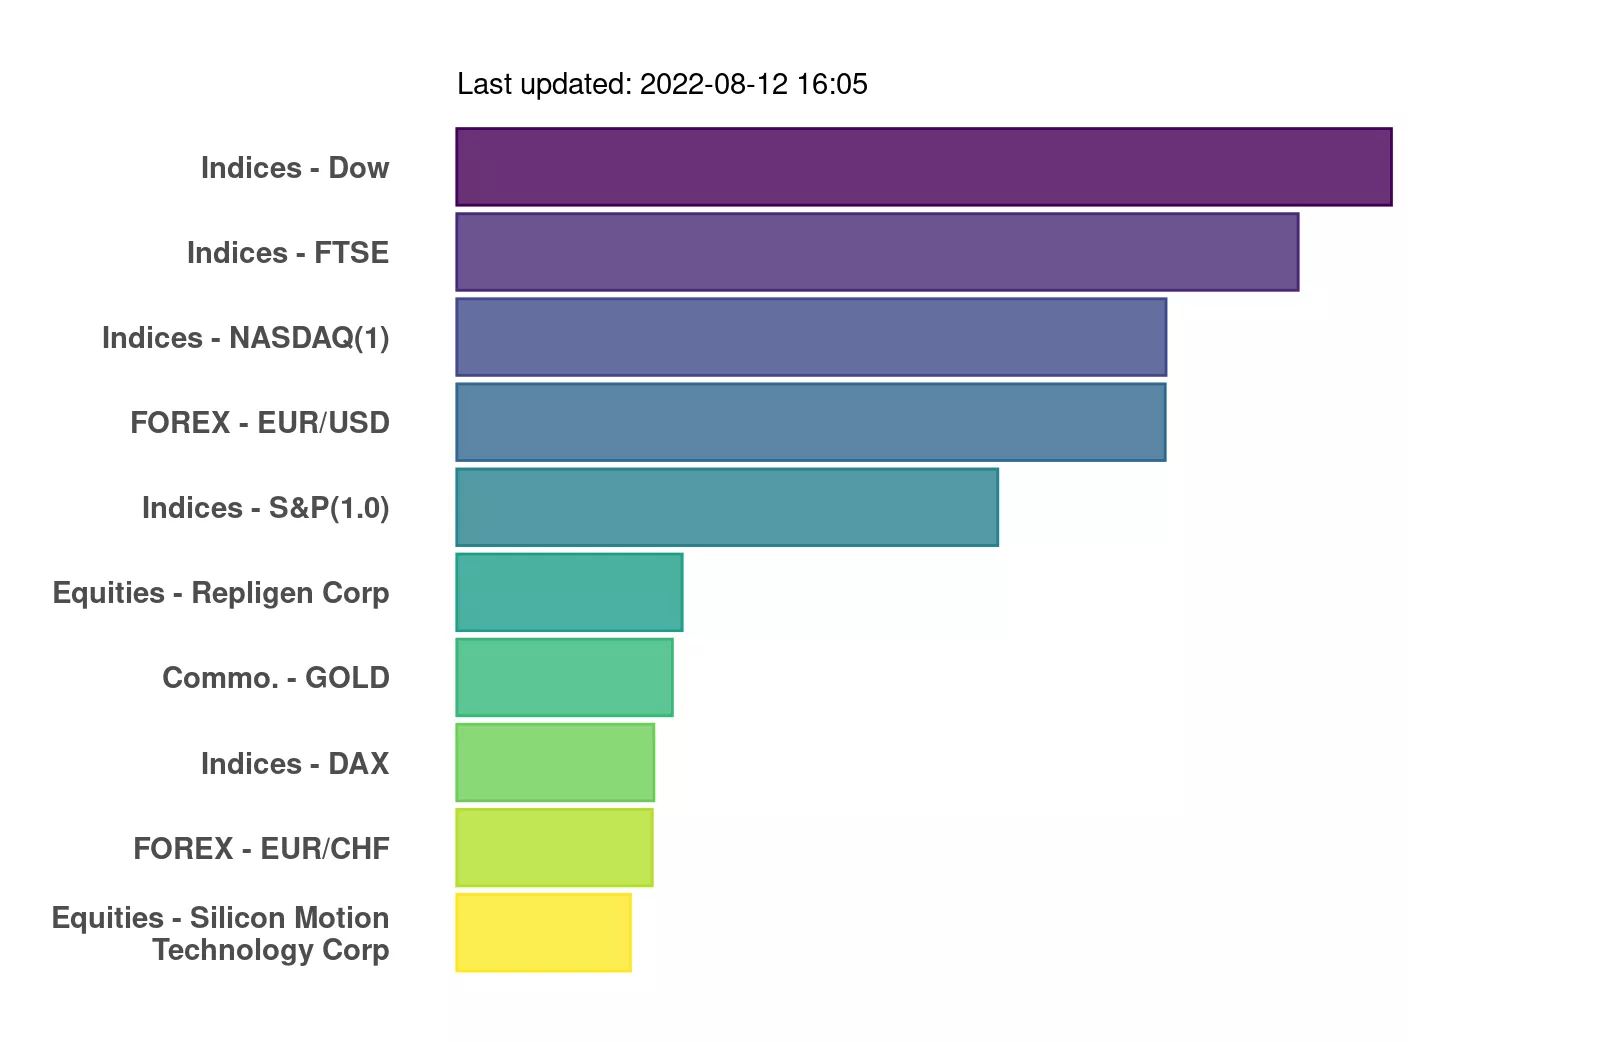 Last updated: 2022-08-12 16:05
Indices - Dow
Indices - FTSE
Indices - NASDAQ(1)
FOREX - EUR/USD
Indices - S&P(1.0)
Equities - Repligen Corp
Commo. - GOLD
Indices - DAX
FOREX - EUR/CHF
Equities - Silicon Motion
Technology Corp